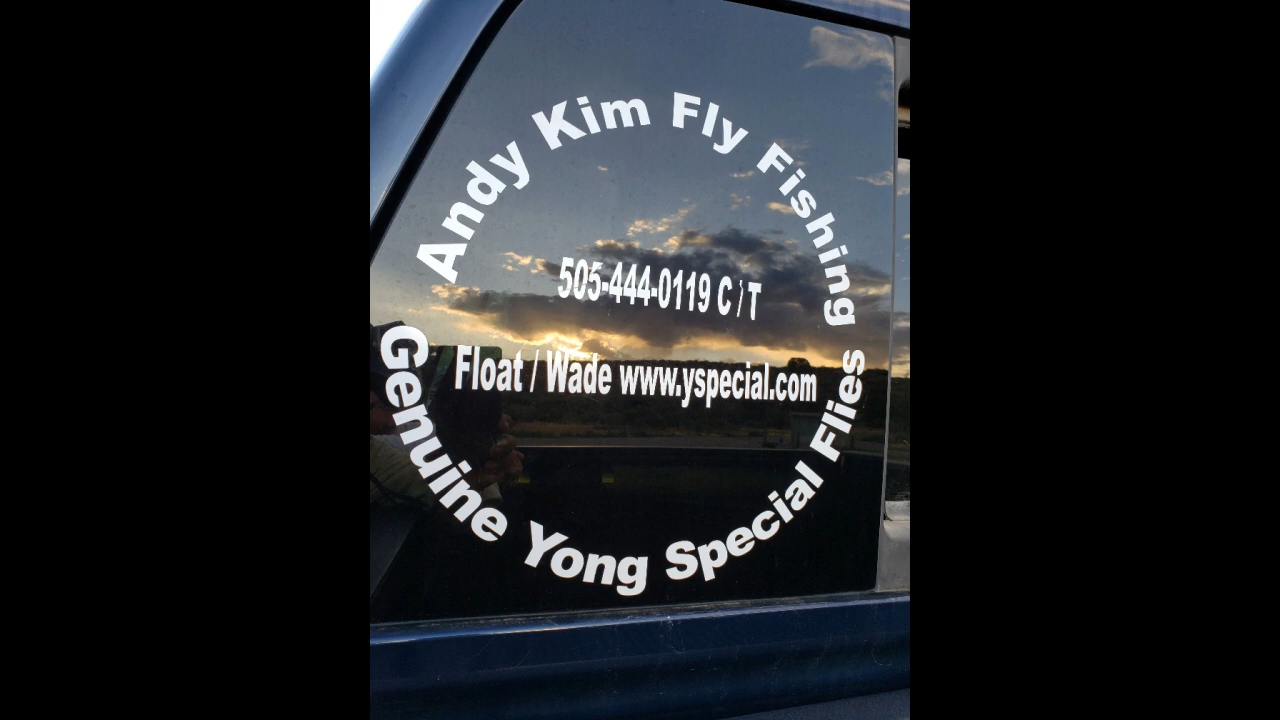 Andy Kim Fly Fishing
505-444-0119 C / T
Float / Wade www.yspecial.com
Genuine Yong Special Flies